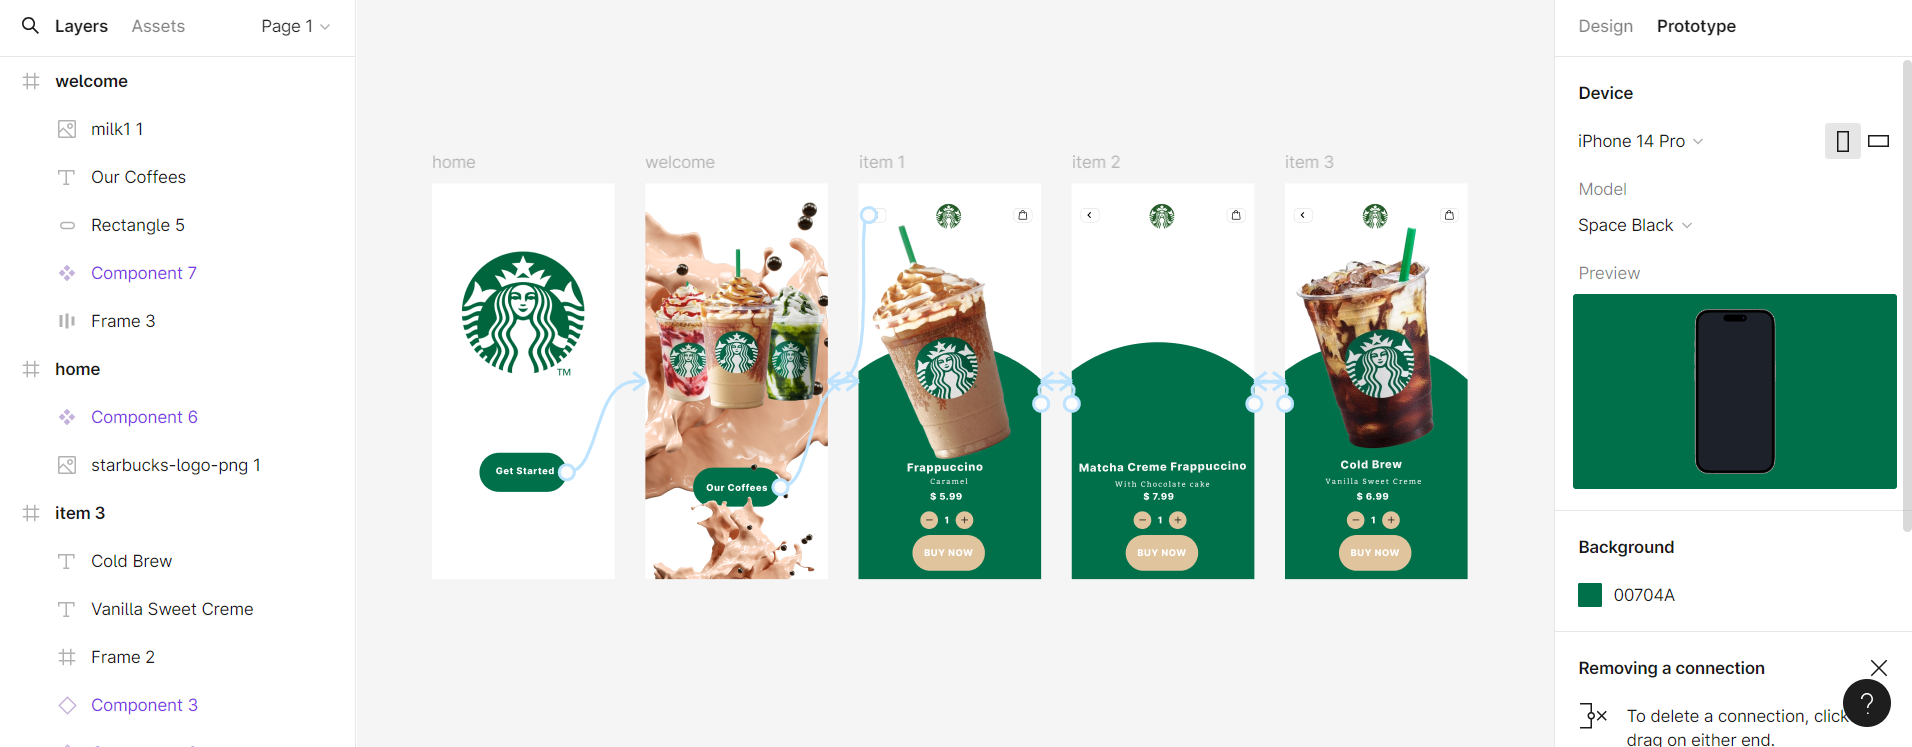 Layers
Assets
Page 1
welcome
milk1 1
Our Coffees
Rectangle 5
Component 7
Frame 3
home
Component 6
starbucks-logo-png 1
item 3
Cold Brew
Vanilla Sweet Creme
Frame 2
Component 3
home
TM
Get Started
welcome
Our Coffees
item 1
Frappuccino
Caramel
$ 5.99
1
BUY NOW
item 2
Matcha Creme Frappuccino
With Chocolate cake
$ 7.99
1
BUY NOW
item 3
Cold Brew
Vanilla Sweet Creme
$ 6.99
1
BUY NOW
Design
Prototype
Device
iPhone 14 Pro
Model
Space Black
Preview
Background
00704A
Removing a connection
To delete a connection, click
drag on either end.
?